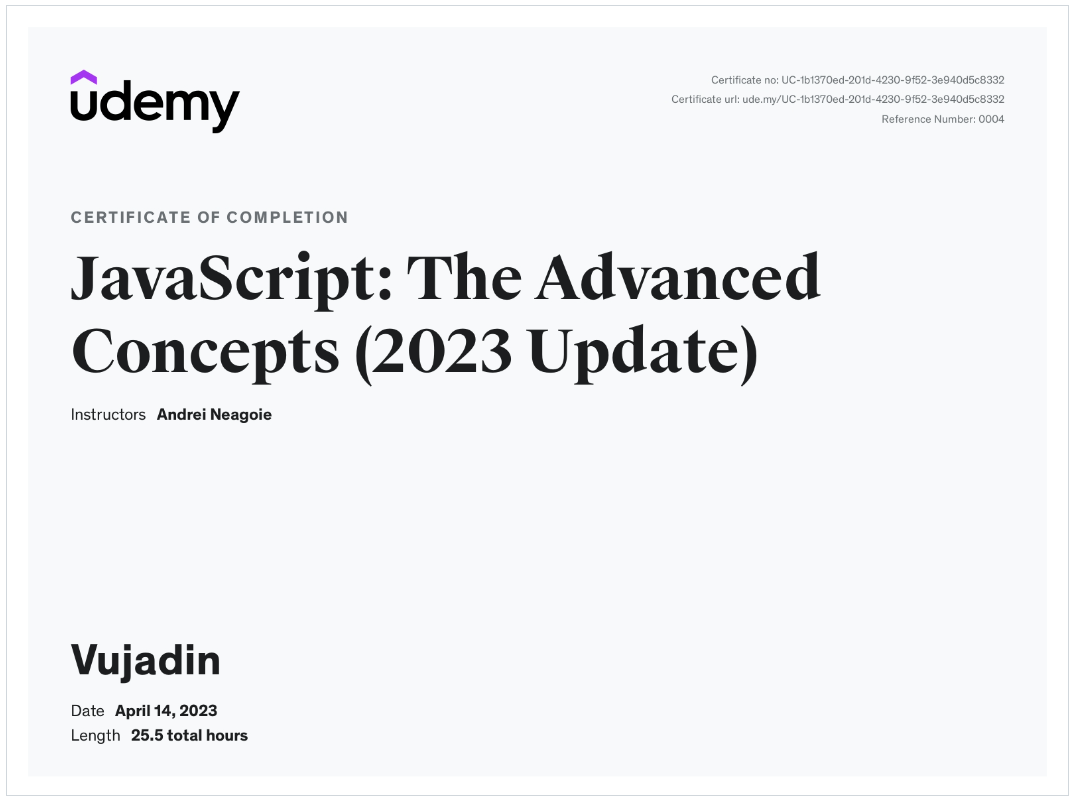 udemy
Certificate no: UC-1b1370ed-201d-4230-9f52-3e940d5c8332
Certificate url: ude.my/UC-1b1370ed-201d-4230-9f52-3e940d5c8332
Reference Number: 0004
CERTIFICATE OF COMPLETION
JavaScript: The Advanced
Concepts (2023 Update)
Instructors Andrei Neagoie
Vujadin
Date April 14, 2023
Length 25.5 total hours